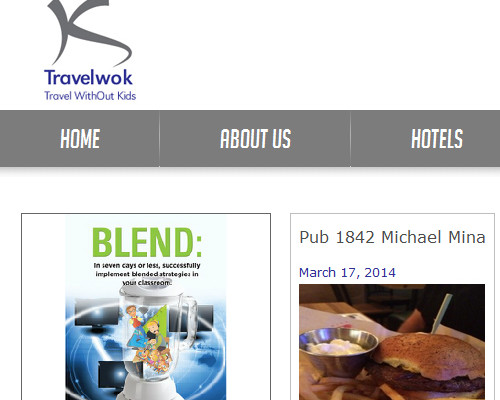 Travelwok
Travel WithOut Kids
HOME
ABOUT US
HOTELS
BLEND:
In seven cays or less, successfully
implement blended strategies in
your classroom.
Pub 1842 Michael Mina
March 17, 2014